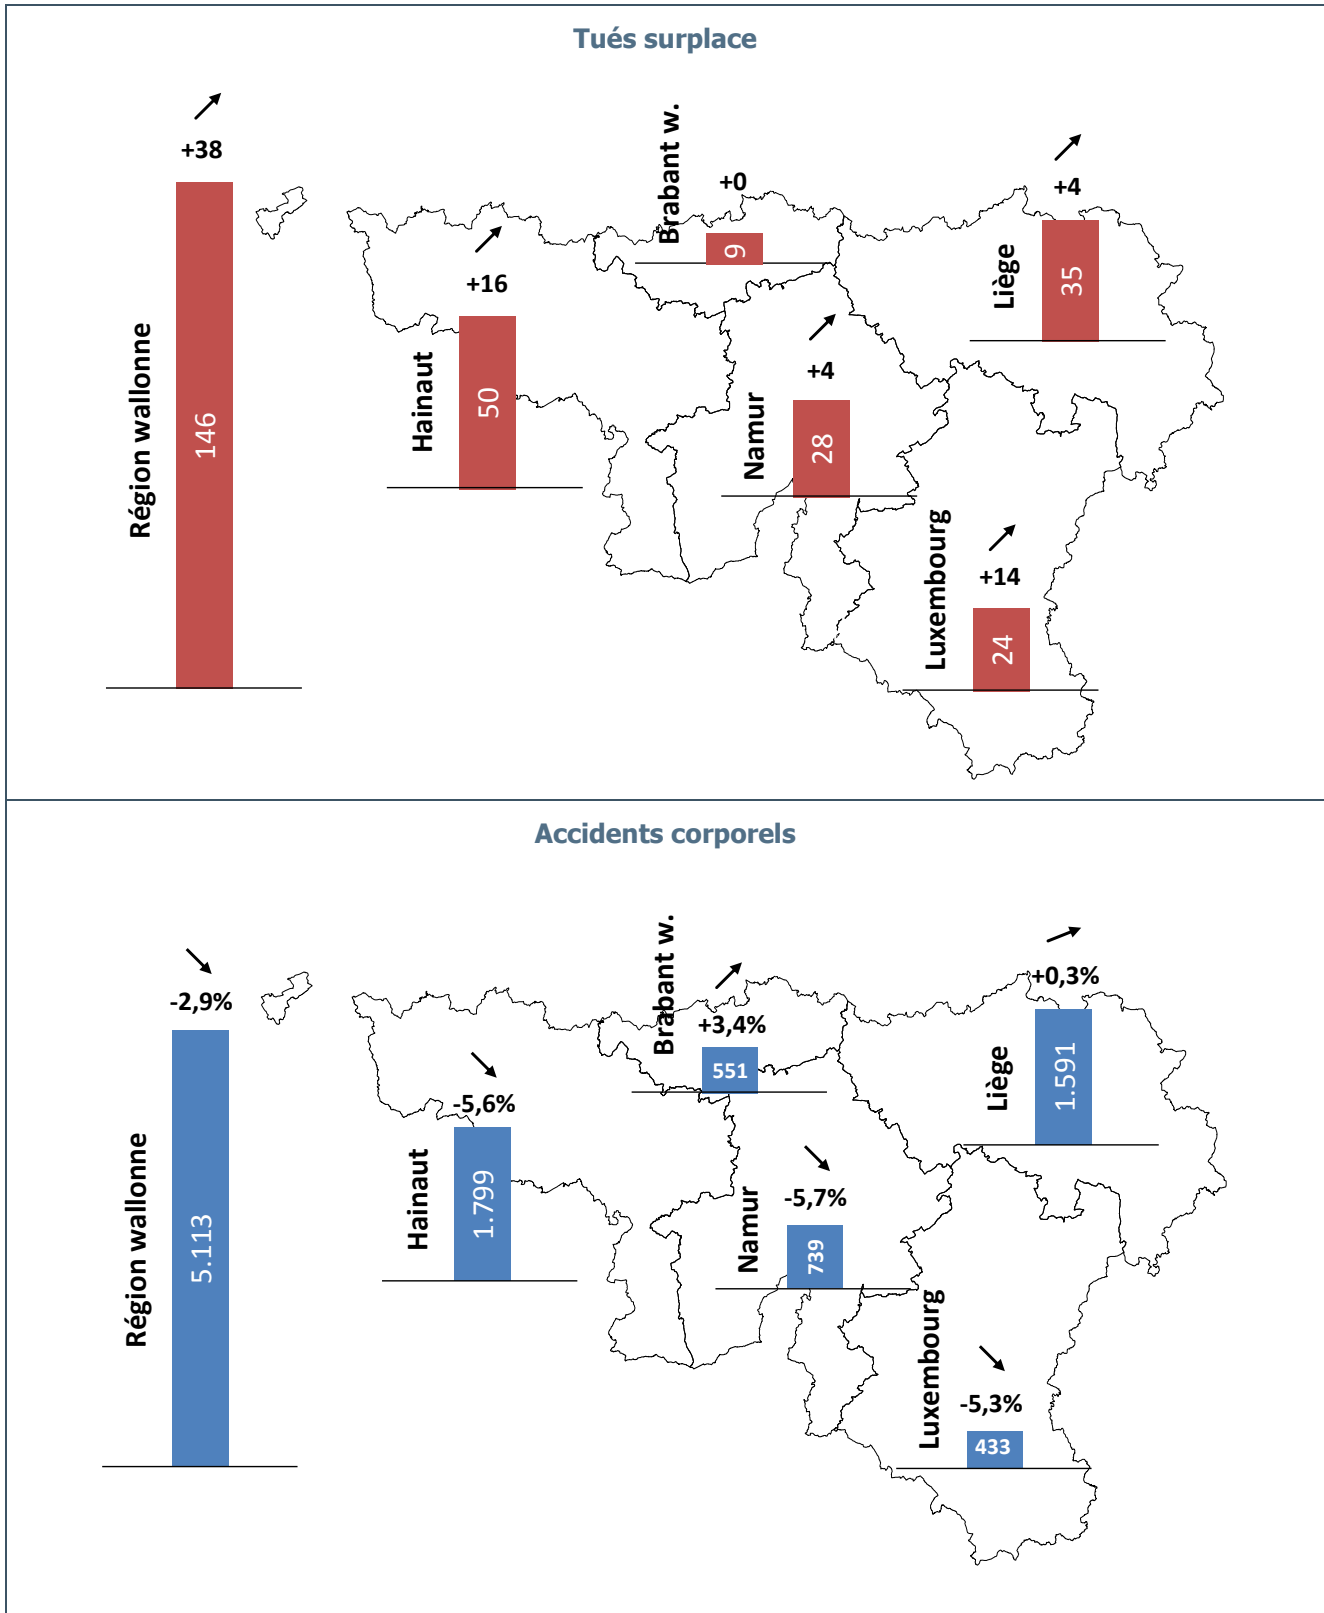 Tués surplace
+38
Région wallonne
146
+16
Hainaut
50
Brabant w.
+0
9
+4
Liège
35
+4
Namur
28
Luxembourg
+14
24
Accidents corporels
-2,9%
Région wallonne
5.113
-5,6%
Hainaut
1.799
Brabant w.
+3,4%
551
+0,3%
Liège
1.591
-5,7%
Namur
739
Luxembourg
-5,3%
433